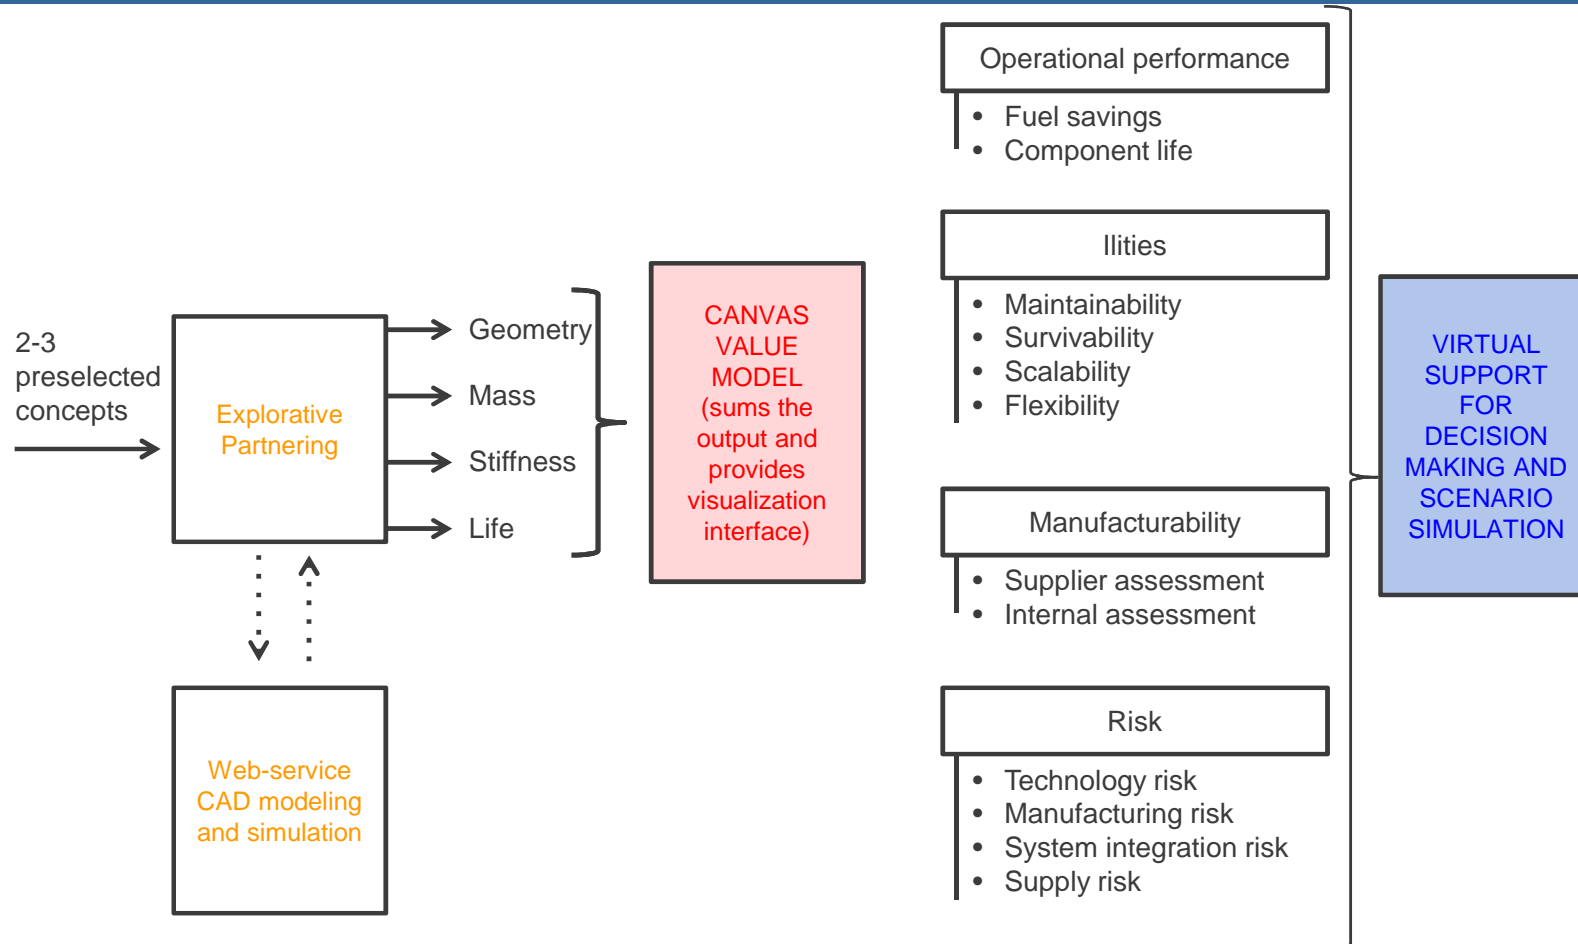 2-3
preselected
concepts
Explorative
Partnering
Web-service
CAD modeling
and simulation
Geometry
Mass
Stiffness
Life
CANVAS
VALUE
MODEL
(sums the
output and
provides
visualization
interface)
Operational performance
• Fuel savings
• Component life
Ilities
• Maintainability
• Survivability
• Scalability
• Flexibility
Manufacturability
• Supplier assessment
• Internal assessment
Risk
• Technology risk
• Manufacturing risk
• System integration risk
• Supply risk
VIRTUAL
SUPPORT
FOR
DECISION
MAKING AND
SCENARIO
SIMULATION